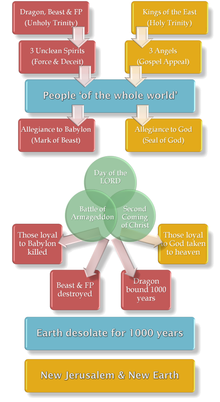 Dragon, Beast & FP
(Unholy Trinity)
Kings of the East
(Holy Trinity)
3 Unclean Spirits
(Force & Deceit)
3 Angels
(Gospel Appeal)
People 'of the whole world'
Allegiance to Babylon
(Mark of Beast)
Allegiance to God
(Seal of God)
Day of the
LORD
Battle of
Armageddon
Second
Coming
of Christ
Those loyal
to Babylon
killed
Those loyal
to God taken
to heaven
Beast & FP
destroyed
Dragon
bound 1000
years
Earth desolate for 1000 years
New Jerusalem & New Earth